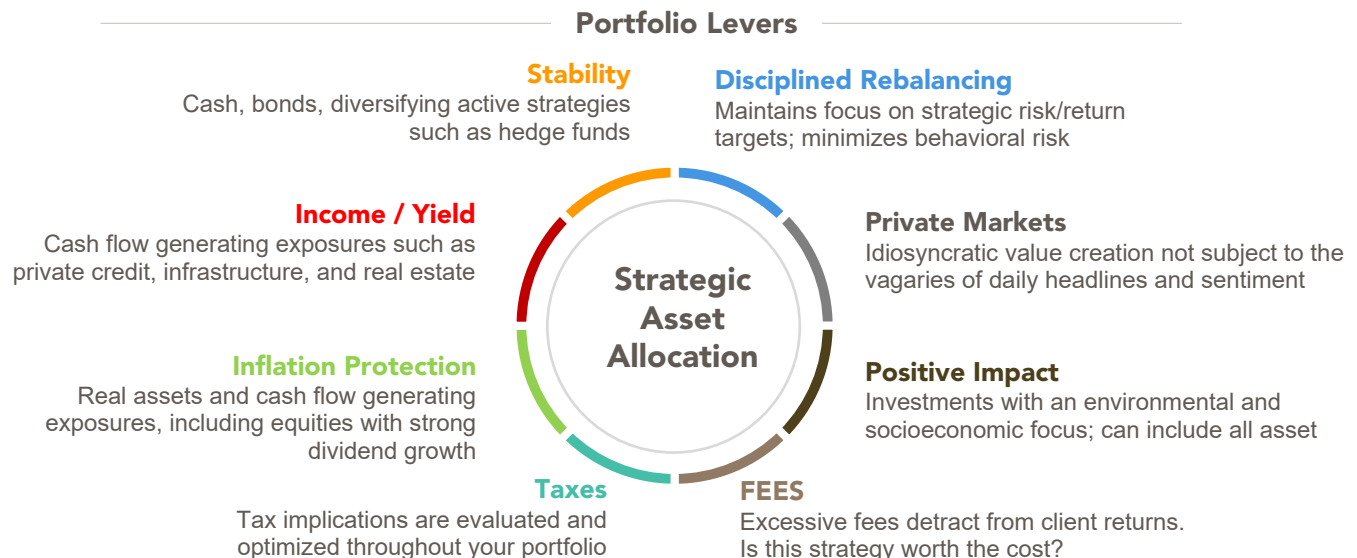 Portfolio Levers
Stability
Cash, bonds, diversifying active strategies
such as hedge funds
Disciplined Rebalancing
Maintains focus on strategic risk/return
targets; minimizes behavioral risk
Income / Yield
Cash flow generating exposures such as
private credit, infrastructure, and real estate
Private Markets
Idiosyncratic value creation not subject to the
vagaries of daily headlines and sentiment
Strategic
Asset
Allocation
Inflation Protection
Real assets and cash flow generating
exposures, including equities with strong
dividend growth
Positive Impact
Investments with an environmental and
socioeconomic focus; can include all asset
Taxes
Tax implications are evaluated and
optimized throughout your portfolio
FEES
Excessive fees detract from client returns.
Is this strategy worth the cost?